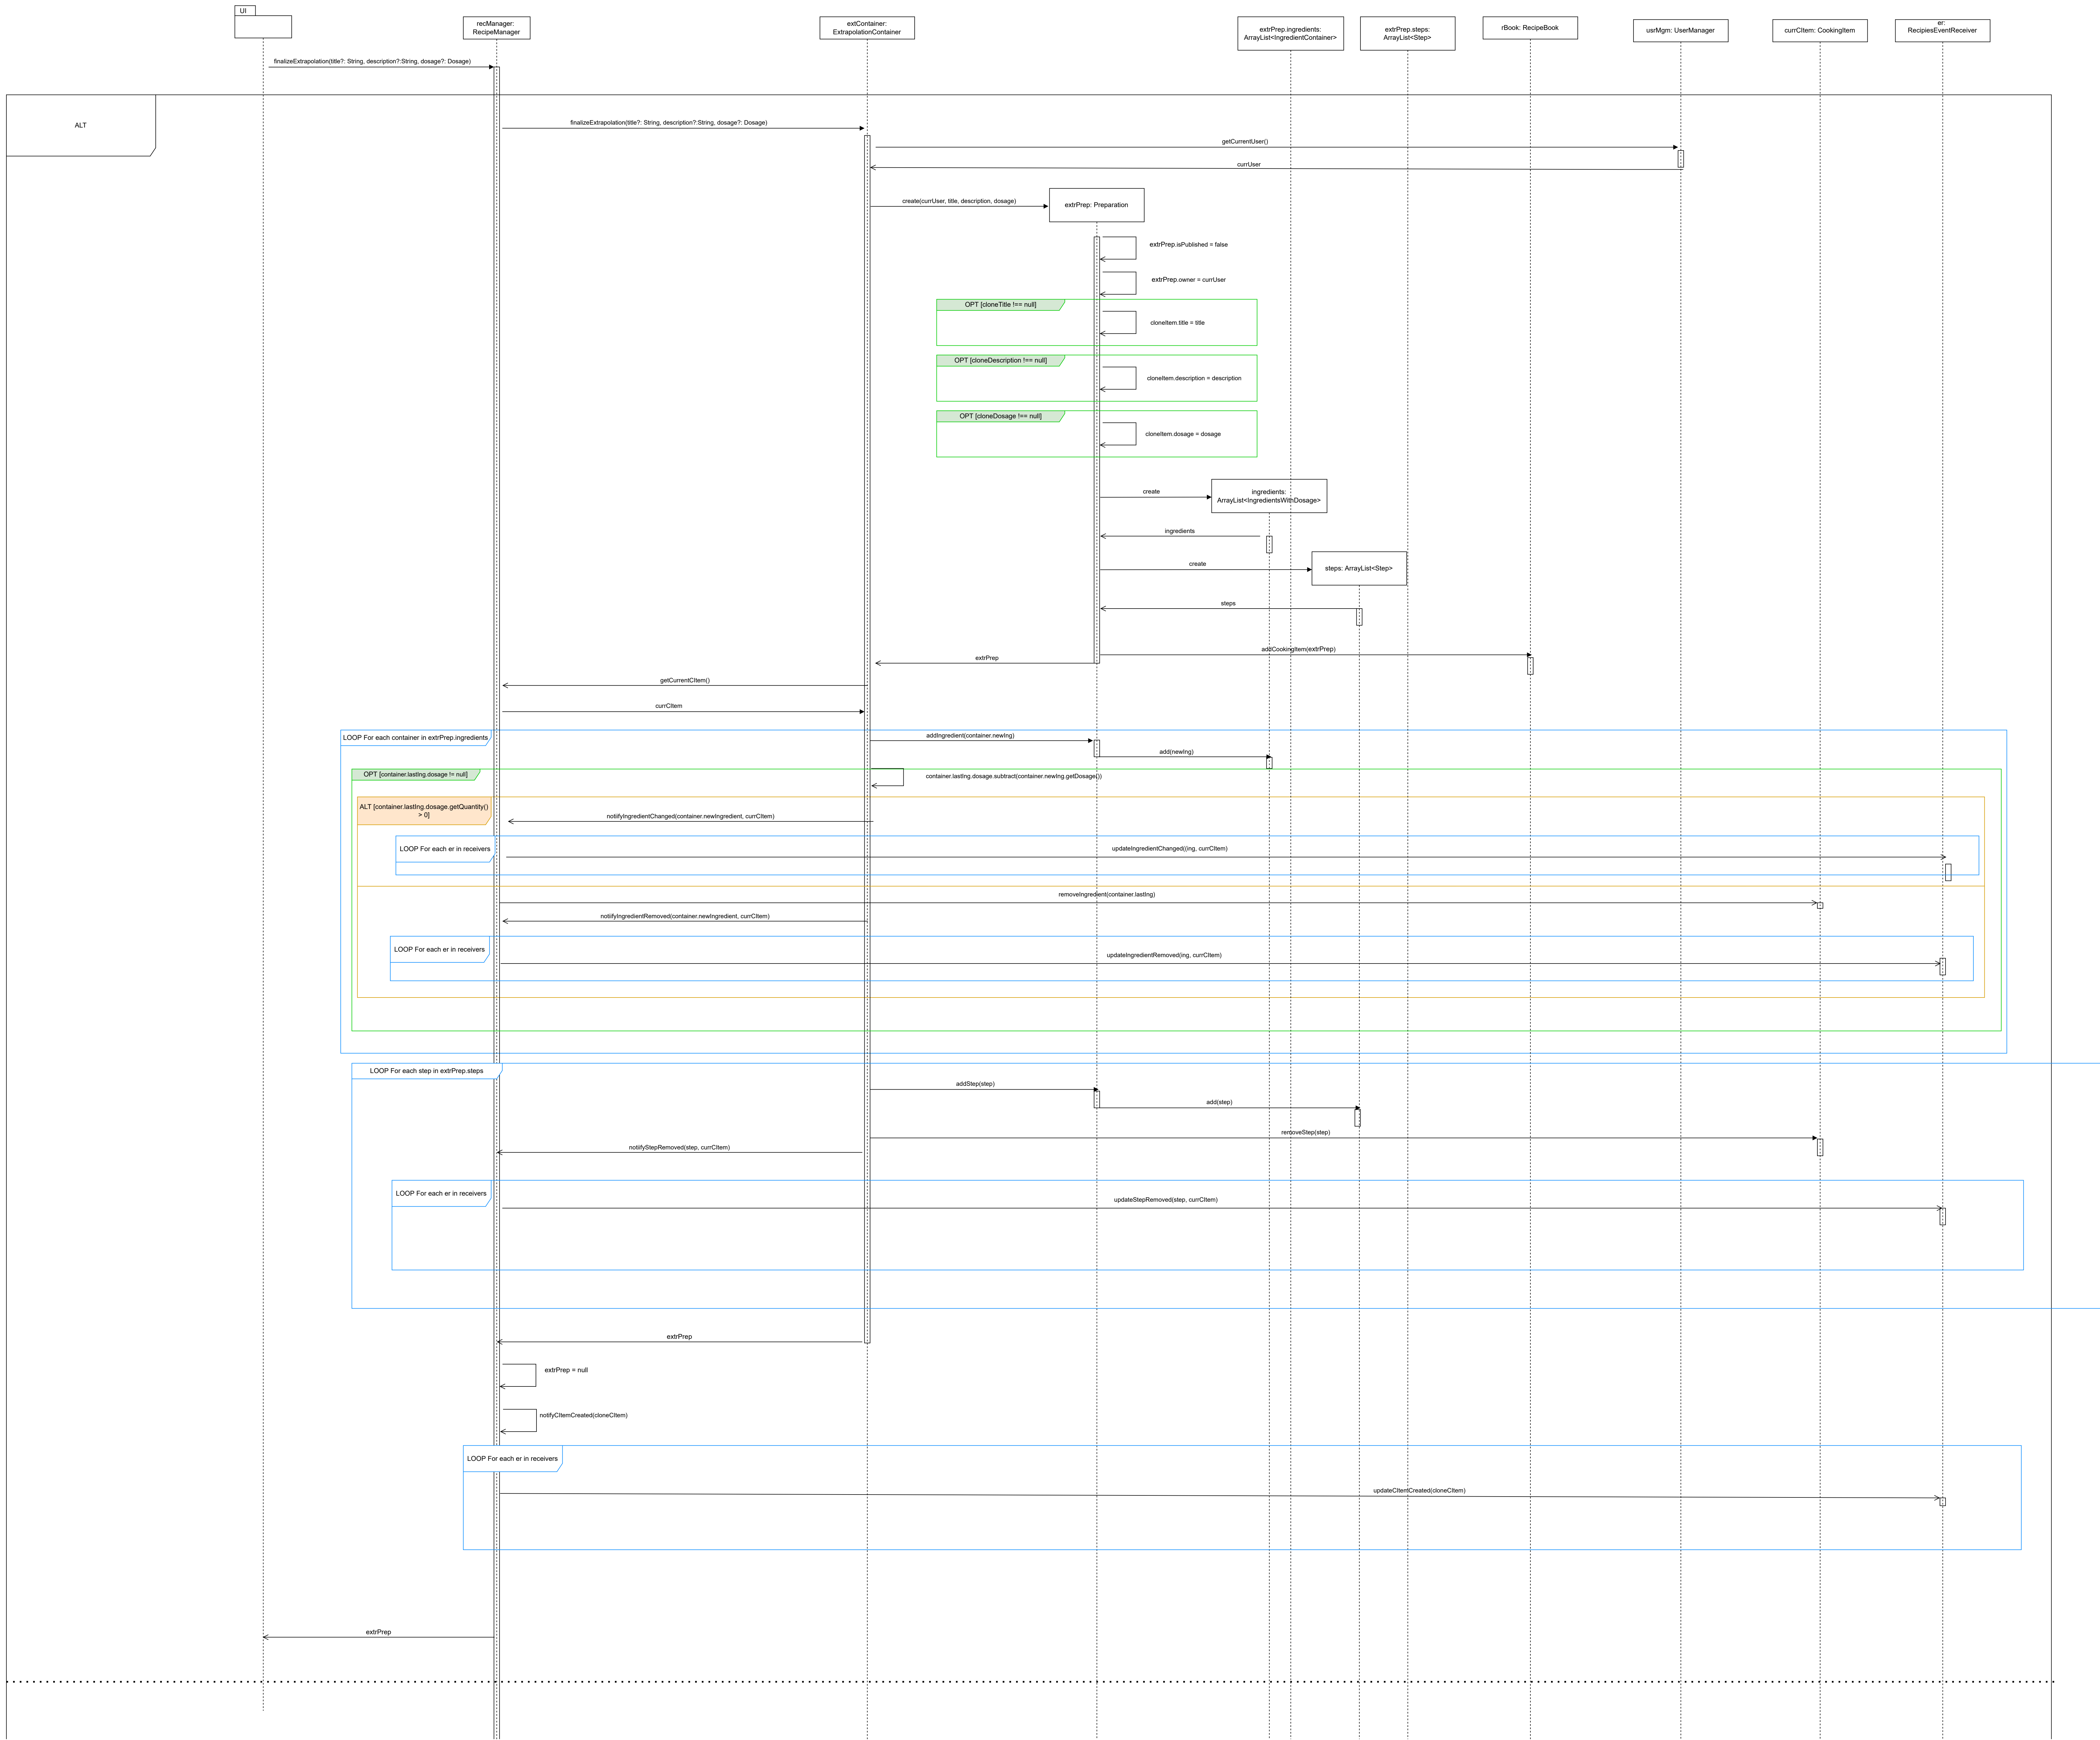 UI
recManager:
RecipeManager
extContainer:
ExtrapolationContainer
extrPrep.ingredients:
ArrayList<IngredientContainer>
extrPrep.steps:
ArrayList<Step>
rBook: RecipeBook
usrMgm: UserManager
currCItem: CookingItem
er:
RecipiesEventReceiver
finalizeExtrapolation(title?: String, description?:String, dosage?: Dosage)
ALT
finalizeExtrapolation(title?: String, description?:String, dosage?: Dosage)
getCurrentUser()
currUser
create(currUser, title, description, dosage)
extrPrep: Preparation
extrPrep.isPublished = false
extrPrep.owner = currUser
OPT [cloneTitle !== null]
cloneItem.title = title
OPT [cloneDescription !== null]
cloneItem.description = description
OPT [cloneDosage !== null]
cloneItem.dosage = dosage
create
ingredients:
ArrayList<IngredientsWithDosage>
ingredients
create
steps: ArrayList<Step>
steps
addCookingItem(extrPrep)
extrPrep
getCurrentCItem()
currCItem
LOOP For each container in extrPrep.ingredients
addIngredient(container.newIng)
add(newIng)
OPT [container.lastIng.dosage != null]
container.lastIng.dosage.subtract(container.newIng.getDosage())
ALT [container.lastIng.dosage.getQuantity()
> 0]
notiifyIngredientChanged(container.newIngredient, currCItem)
LOOP For each er in receivers
updateIngredientChanged((ing, currCItem)
removeIngredient(container.lastIng)
notiifyIngredientRemoved(container.newIngredient, currCItem)
LOOP For each er in receivers
updateIngredientRemoved(ing, currCItem)
LOOP For each step in extrPrep.steps
addStep(step)
add(step)
removeStep(step)
notiifyStepRemoved(step, currCItem)
LOOP For each er in receivers
updateStepRemoved(step, currCItem)
extrPrep
extrPrep = null
notifyCItemCreated(cloneCItem)
LOOP For each er in receivers
updateCItemCreated(cloneCItem)
extrPrep